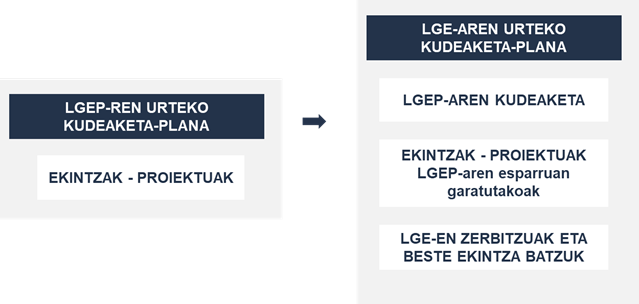 LGEP-REN URTEKO
KUDEAKETA-PLANA
EKINTZAK - PROIEKTUAK
LGE-AREN URTEKO
KUDEAKETA-PLANA
LGEP-AREN KUDEAKETA
EKINTZAK - PROIEKTUAK
LGEP-aren esparruan
garatutakoak
LGE-EN ZERBITZUAK ETA
BESTE EKINTZA BATZUK